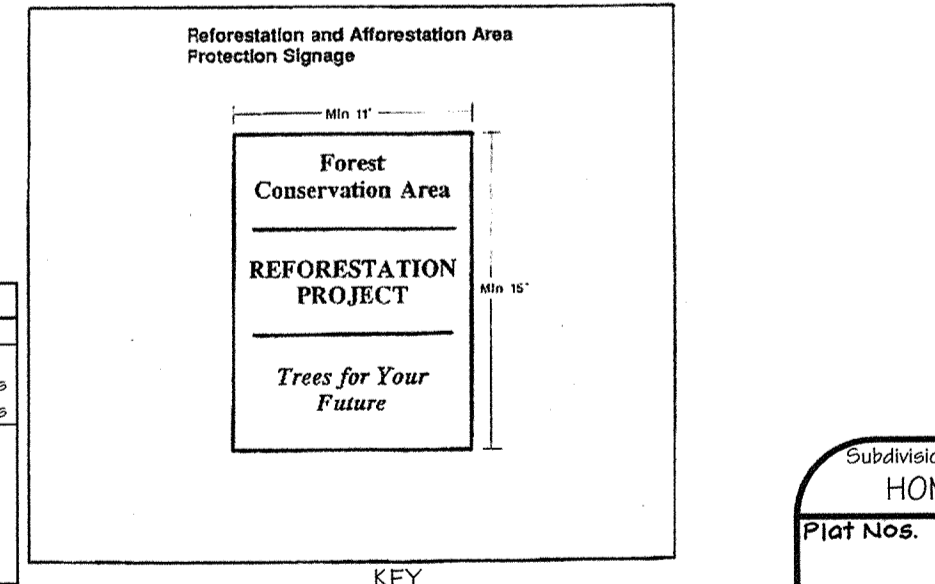 Reforestation and Afforestation Area
Protection Signage
Min 11"
Forest
Conservation Area
REFORESTATION
PROJECT
Min 15"
Trees for Your
Future
KEY
Plat Nos.